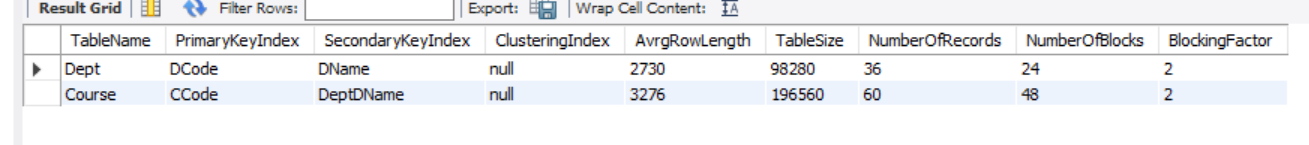 Result Grid Filter Rows: Export: Wrap Cell Content: IA
TableName PrimaryKeyIndex SecondaryKeyIndex ClusteringIndex AvrgRowLength TableSize NumberOfRecords NumberOfBlocks BlockingFactor
Dept DCode DName null 2730 98280 36 24 2
Course CCode DeptDName null 3276 196560 60 48 2